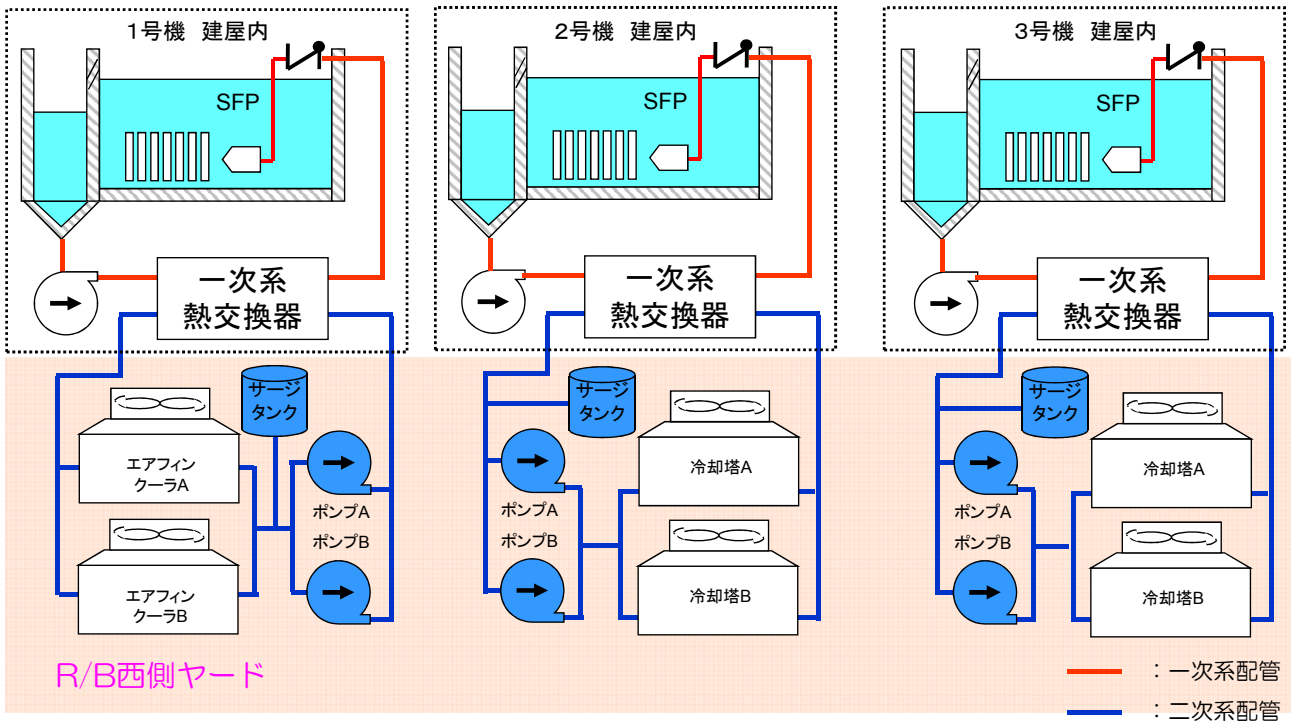 1号機 建屋内
SFP
一次系
熱交換器
サージ
タンク
エアフィン
クーラA
ポンプA
ポンプB
エアフィン
クーラB
2号機 建屋内
SFP
一次系
熱交換器
サージ
タンク
冷却塔A
ポンプA
ポンプB
冷却塔B
3号機 建屋内
SFP
一次系
熱交換器
サージ
タンク
冷却塔A
ポンプA
ポンプB
冷却塔B
R/B西側ヤード
：一次系配管
：二次系配管